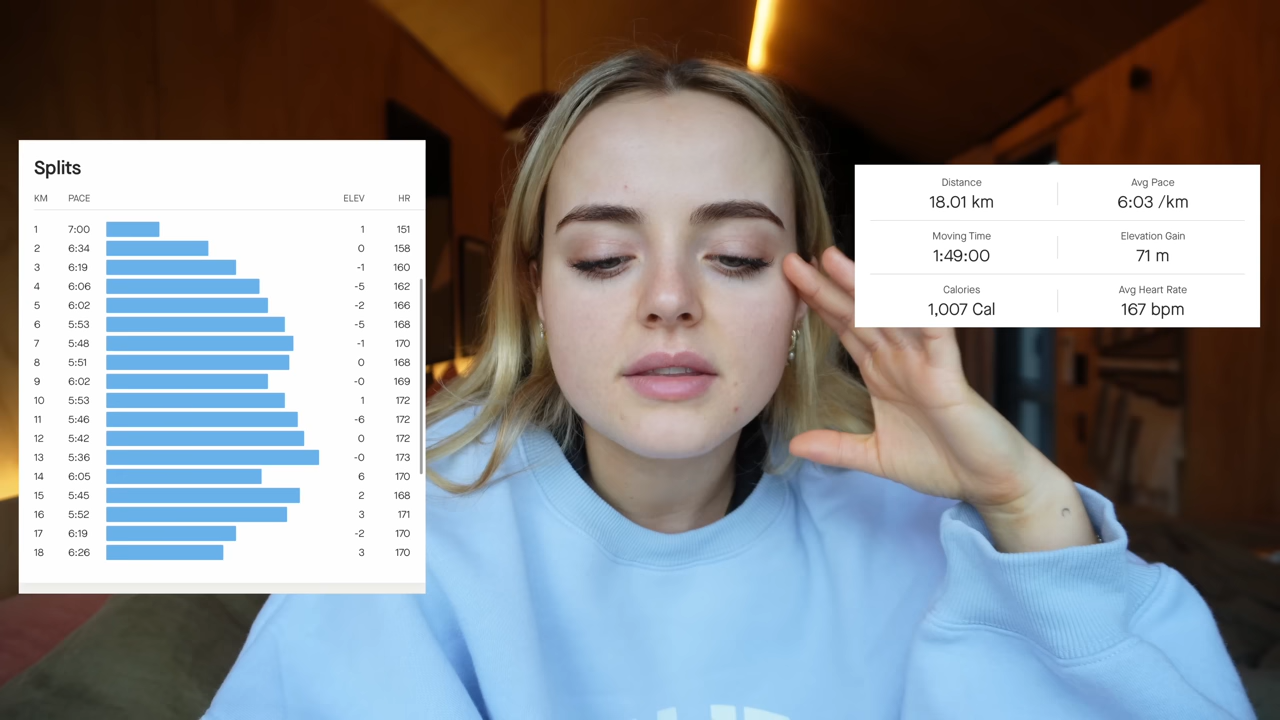 Splits
KM PACE ELEV HR
1 7:00 1 151
2 6:34 0 158
3 6:19 -1 160
4 6:06 -5 162
5 6:02 -2 166
6 5:53 -5 168
7 5:48 -1 170
8 5:51 0 168
9 6:02 -0 169
10 5:53 1 172
11 5:46 -6 172
12 5:42 0 172
13 5:36 -0 173
14 6:05 6 170
15 5:45 2 168
16 5:52 3 171
17 6:19 -2 170
18 6:26 3 170
Distance Avg Pace
18.01 km 6:03 /km
Moving Time Elevation Gain
1:49:00 71 m
Calories Avg Heart Rate
1,007 Cal 167 bpm